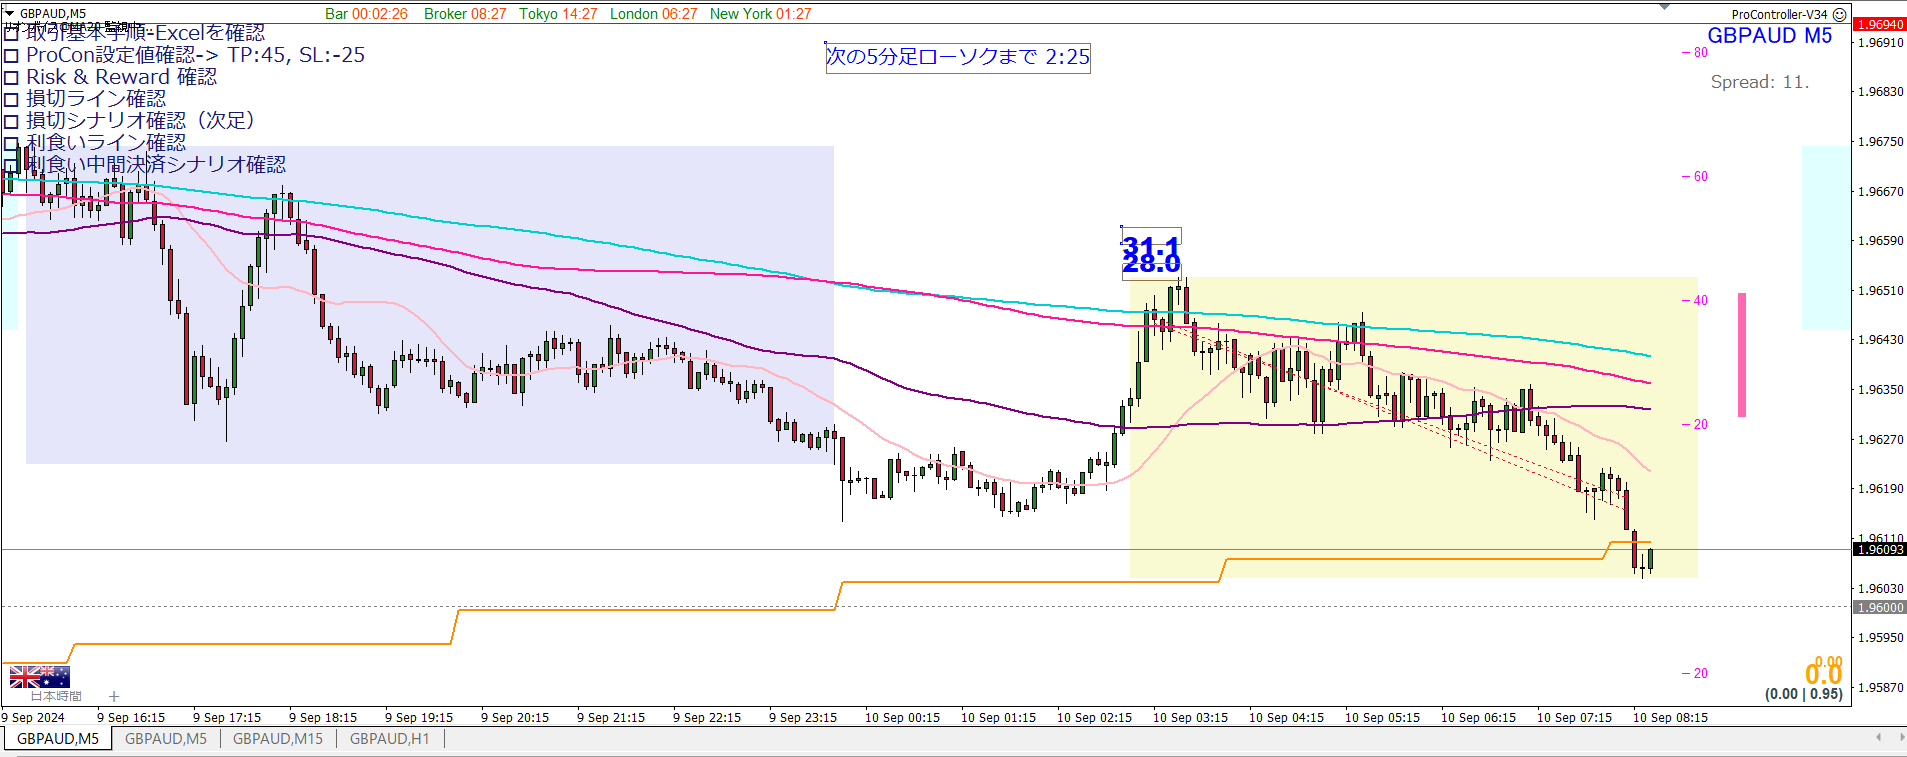 GBPAUD,M5
Bar 00:02:26 Broker 08:27 Tokyo 14:27 London 06:27 New York 01:27
ProController-V34
取引基本手順-Excelを確認
ProCon設定値確認-> TP:45, SL:-25
Risk & Reward 確認
損切ライン確認
損切シナリオ確認（次足）
利食いライン確認
利食い中間決済シナリオ確認
次の5分足ローソクまで 2:25
GBPAUD M5
Spread: 11.
31.1
28.0
80
60
40
20
20
1.96940
1.96910
1.96830
1.96750
1.96670
1.96590
1.96510
1.96430
1.96350
1.96270
1.96190
1.96110
1.96093
1.96030
1.96000
1.95950
1.95870
0.00
0.0
(0.00 | 0.95)
日本時間
9 Sep 2024 9 Sep 16:15 9 Sep 17:15 9 Sep 18:15 9 Sep 19:15 9 Sep 20:15 9 Sep 21:15 9 Sep 22:15 9 Sep 23:15 10 Sep 00:15 10 Sep 01:15 10 Sep 02:15 10 Sep 03:15 10 Sep 04:15 10 Sep 05:15 10 Sep 06:15 10 Sep 07:15 10 Sep 08:15
GBPAUD,M5 GBPAUD,M5 GBPAUD,M15 GBPAUD,H1